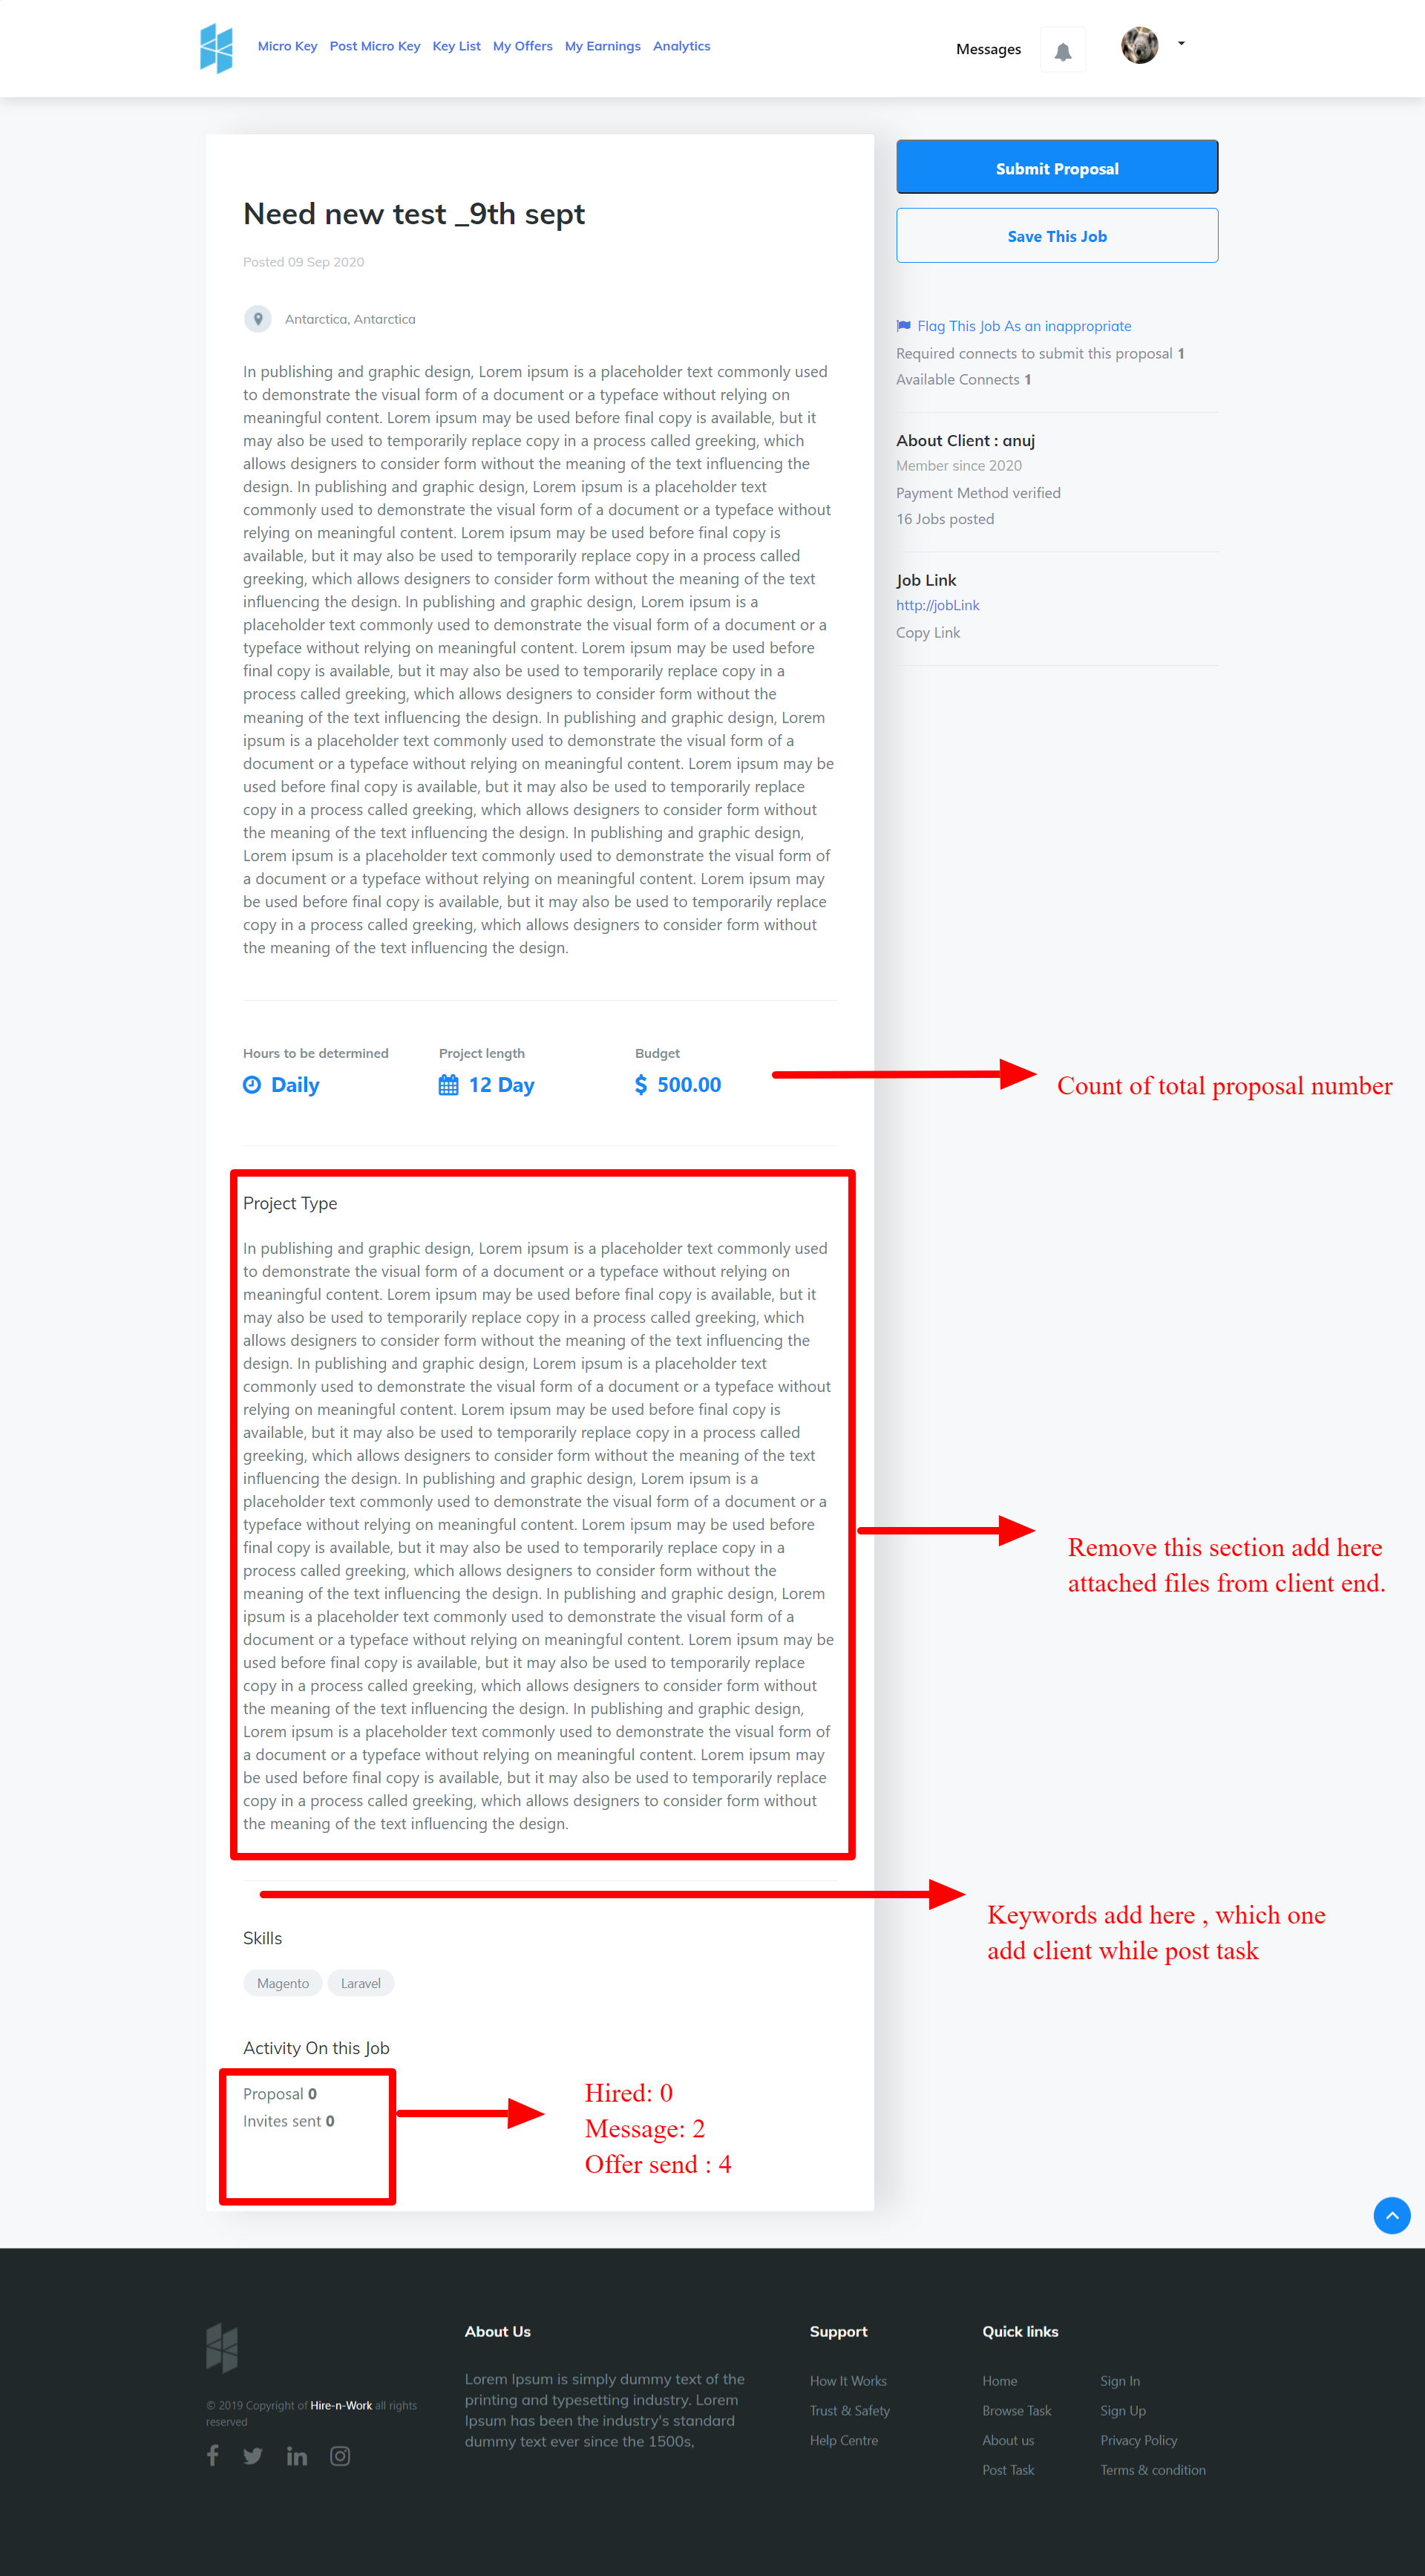 Micro Key Post Micro Key Key List My Offers My Earnings Analytics
Messages
Need new test _9th sept
Posted 09 Sep 2020
Antarctica, Antarctica
In publishing and graphic design, Lorem ipsum is a placeholder text commonly used
to demonstrate the visual form of a document or a typeface without relying on
meaningful content. Lorem ipsum may be used before final copy is available, but it
may also be used to temporarily replace copy in a process called greeking, which
allows designers to consider form without the meaning of the text influencing the
design. In publishing and graphic design, Lorem ipsum is a placeholder text
commonly used to demonstrate the visual form of a document or a typeface without
relying on meaningful content. Lorem ipsum may be used before final copy is
available, but it may also be used to temporarily replace copy in a process called
greeking, which allows designers to consider form without the meaning of the text
influencing the design. In publishing and graphic design, Lorem ipsum is a
placeholder text commonly used to demonstrate the visual form of a document or a
typeface without relying on meaningful content. Lorem ipsum may be used before
final copy is available, but it may also be used to temporarily replace copy in a
process called greeking, which allows designers to consider form without the
meaning of the text influencing the design. In publishing and graphic design, Lorem
ipsum is a placeholder text commonly used to demonstrate the visual form of a
document or a typeface without relying on meaningful content. Lorem ipsum may be
used before final copy is available, but it may also be used to temporarily replace
copy in a process called greeking, which allows designers to consider form without
the meaning of the text influencing the design. In publishing and graphic design,
Lorem ipsum is a placeholder text commonly used to demonstrate the visual form of
a document or a typeface without relying on meaningful content. Lorem ipsum may
be used before final copy is available, but it may also be used to temporarily replace
copy in a process called greeking, which allows designers to consider form without
the meaning of the text influencing the design.
Submit Proposal
Save This Job
Flag This Job As an inappropriate
Required connects to submit this proposal 1
Available Connects 1
About Client : anuj
Member since 2020
Payment Method verified
16 Jobs posted
Job Link
http://jobLink
Copy Link
Hours to be determined Project length Budget
Daily 12 Day $ 500.00
Count of total proposal number
Project Type
In publishing and graphic design, Lorem ipsum is a placeholder text commonly used
to demonstrate the visual form of a document or a typeface without relying on
meaningful content. Lorem ipsum may be used before final copy is available, but it
may also be used to temporarily replace copy in a process called greeking, which
allows designers to consider form without the meaning of the text influencing the
design. In publishing and graphic design, Lorem ipsum is a placeholder text
commonly used to demonstrate the visual form of a document or a typeface without
relying on meaningful content. Lorem ipsum may be used before final copy is
available, but it may also be used to temporarily replace copy in a process called
greeking, which allows designers to consider form without the meaning of the text
influencing the design. In publishing and graphic design, Lorem ipsum is a
placeholder text commonly used to demonstrate the visual form of a document or a
typeface without relying on meaningful content. Lorem ipsum may be used before
final copy is available, but it may also be used to temporarily replace copy in a
process called greeking, which allows designers to consider form without the
meaning of the text influencing the design. In publishing and graphic design, Lorem
ipsum is a placeholder text commonly used to demonstrate the visual form of a
document or a typeface without relying on meaningful content. Lorem ipsum may be
used before final copy is available, but it may also be used to temporarily replace
copy in a process called greeking, which allows designers to consider form without
the meaning of the text influencing the design. In publishing and graphic design,
Lorem ipsum is a placeholder text commonly used to demonstrate the visual form of
a document or a typeface without relying on meaningful content. Lorem ipsum may
be used before final copy is available, but it may also be used to temporarily replace
copy in a process called greeking, which allows designers to consider form without
the meaning of the text influencing the design.
Remove this section add here
attached files from client end.
Keywords add here , which one
add client while post task
Skills
Magento Laravel
Activity On this Job
Proposal 0
Invites sent 0
Hired: 0
Message: 2
Offer send : 4
© 2019 Copyright of Hire-n-Work all rights
reserved
About Us
Lorem Ipsum is simply dummy text of the
printing and typesetting industry. Lorem
Ipsum has been the industry's standard
dummy text ever since the 1500s,
Support
How It Works
Trust & Safety
Help Centre
Quick links
Home Sign In
Browse Task Sign Up
About us Privacy Policy
Post Task Terms & condition